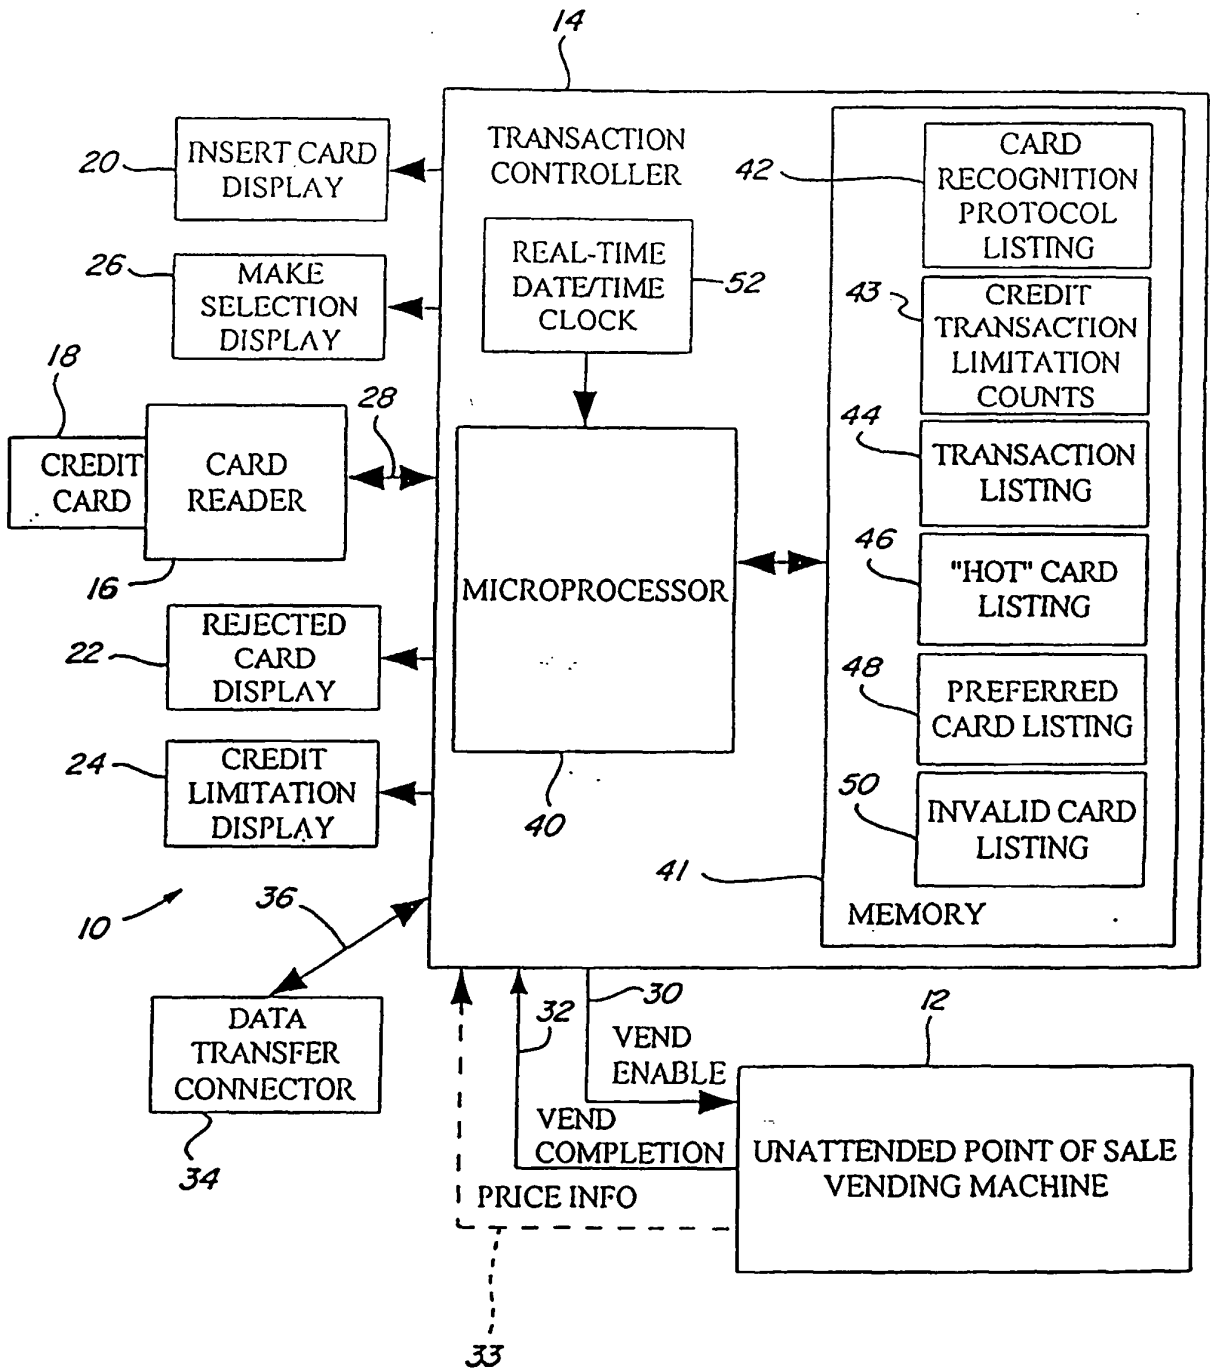 14
20
INSERT CARD
DISPLAY
26
MAKE
SELECTION
DISPLAY
18
CREDIT
CARD
CARD
READER
16
28
22
REJECTED
CARD
DISPLAY
24
CREDIT
LIMITATION
DISPLAY
10
36
DATA
TRANSFER
CONNECTOR
34
TRANSACTION
CONTROLLER
REAL-TIME
DATE/TIME
CLOCK
52
MICROPROCESSOR
40
42
CARD
RECOGNITION
PROTOCOL
LISTING
43
CREDIT
TRANSACTION
LIMITATION
COUNTS
44
TRANSACTION
LISTING
46
"HOT" CARD
LISTING
48
PREFERRED
CARD LISTING
50
INVALID CARD
LISTING
41
MEMORY
30
32
VEND
ENABLE
VEND
COMPLETION
PRICE INFO
33
12
UNATTENDED POINT OF SALE
VENDING MACHINE